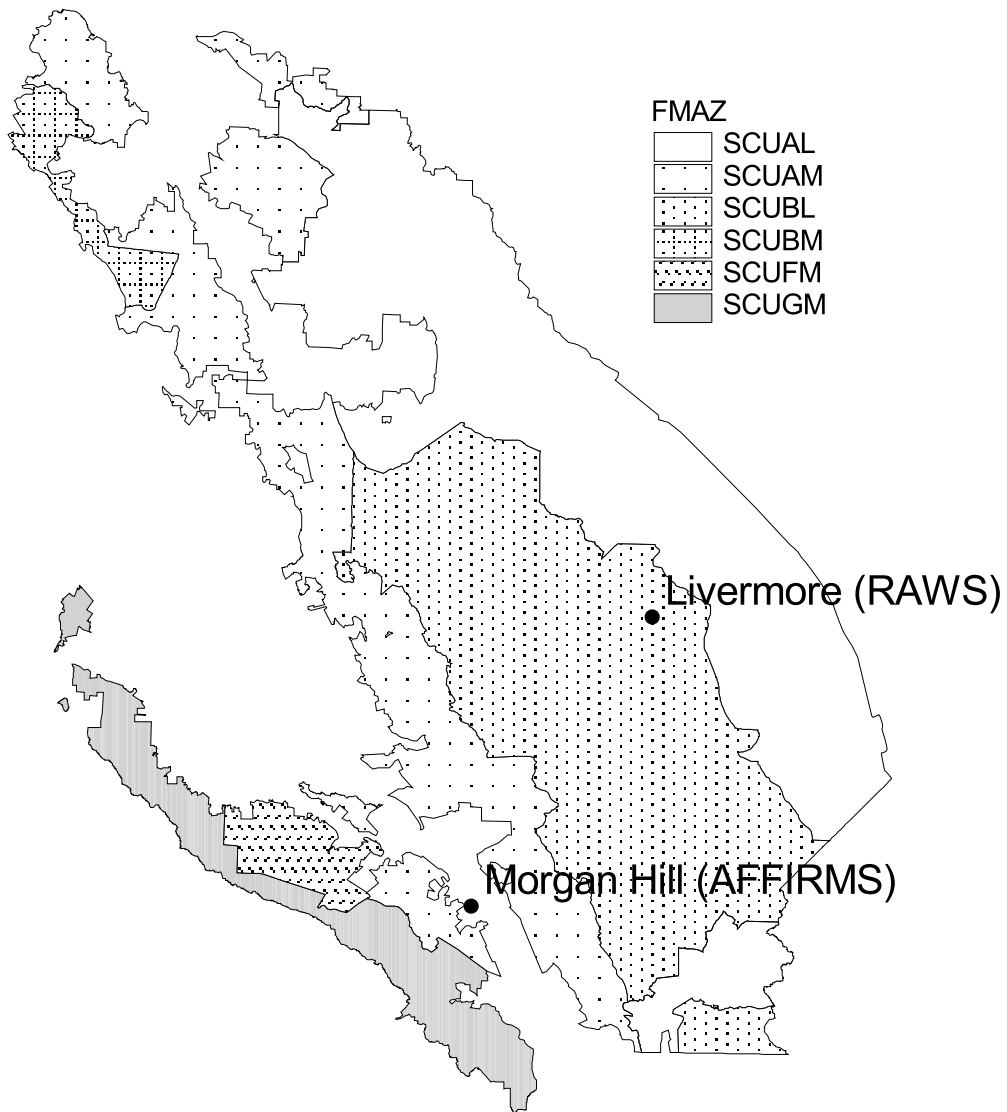 FMAZ
SCUAL
SCUAM
SCUBL
SCUBM
SCUFM
SCUGM
Livermore (RAWS)
Morgan Hill (AFFIRMS)